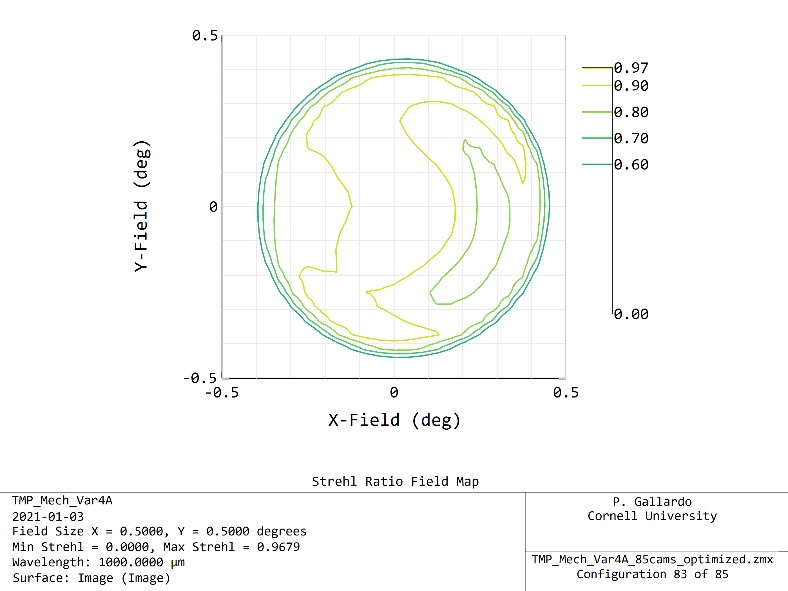 0.5
0
-0.5
-0.5
0
0.5
Y-Field (deg)
X-Field (deg)
0.97
0.90
0.80
0.70
0.60
0.00
Strehl Ratio Field Map
TMP_Mech_Var4A
2021-01-03
Field Size X = 0.5000, Y = 0.5000 degrees
Min Strehl = 0.0000, Max Strehl = 0.9679
Wavelength: 1000.0000 µm
Surface: Image (Image)
P. Gallardo
Cornell University
TMP_Mech_Var4A_85cams_optimized.zmx
Configuration 83 of 85